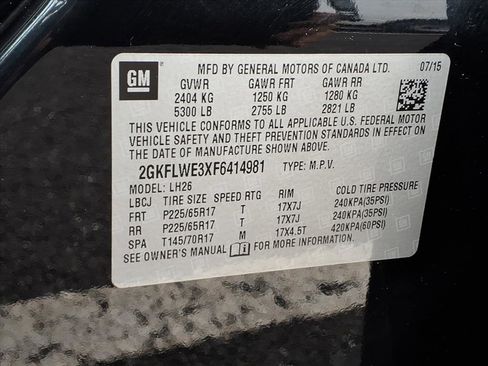 GM
MFD BY GENERAL MOTORS OF CANADA LTD. 07/15
GVWR GAWR FRT GAWR RR
2404 KG 1250 KG 1280 KG
5300 LB 2755 LB 2821 LB
THIS VEHICLE CONFORMS TO ALL APPLICABLE U.S. FEDERAL MOTOR
VEHICLE SAFETY AND THEFT PREVENTION STANDARDS IN EFFECT ON
THE DATE OF MANUFACTURE SHOWN ABOVE.
2GKFLWE3XF6414981 TYPE: M.P.V.
MODEL: LH26
LBCJ TIRE SIZE SPEED RTG RIM COLD TIRE PRESSURE
FRT P225/65R17 T 17X7J 240KPA(35PSI)
RR P225/65R17 T 17X7J 240KPA(35PSI)
SPA T145/70R17 M 17X4.5T 420KPA(60PSI)
SEE OWNER'S MANUAL FOR MORE INFORMATION.